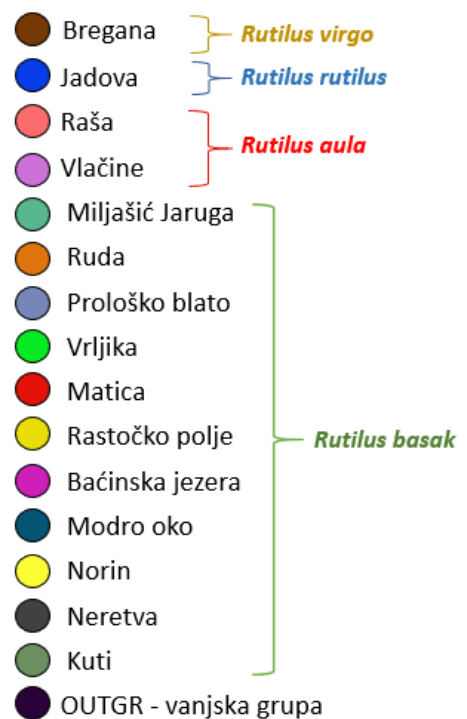 Bregana
Rutilus virgo
Jadova
Rutilus rutilus
Raša
Rutilus aula
Vlačine
Miljašić Jaruga
Ruda
Prološko blato
Vrljika
Matica
Rastočko polje
Rutilus basak
Baćinska jezera
Modro oko
Norin
Neretva
Kuti
OUTGR - vanjska grupa